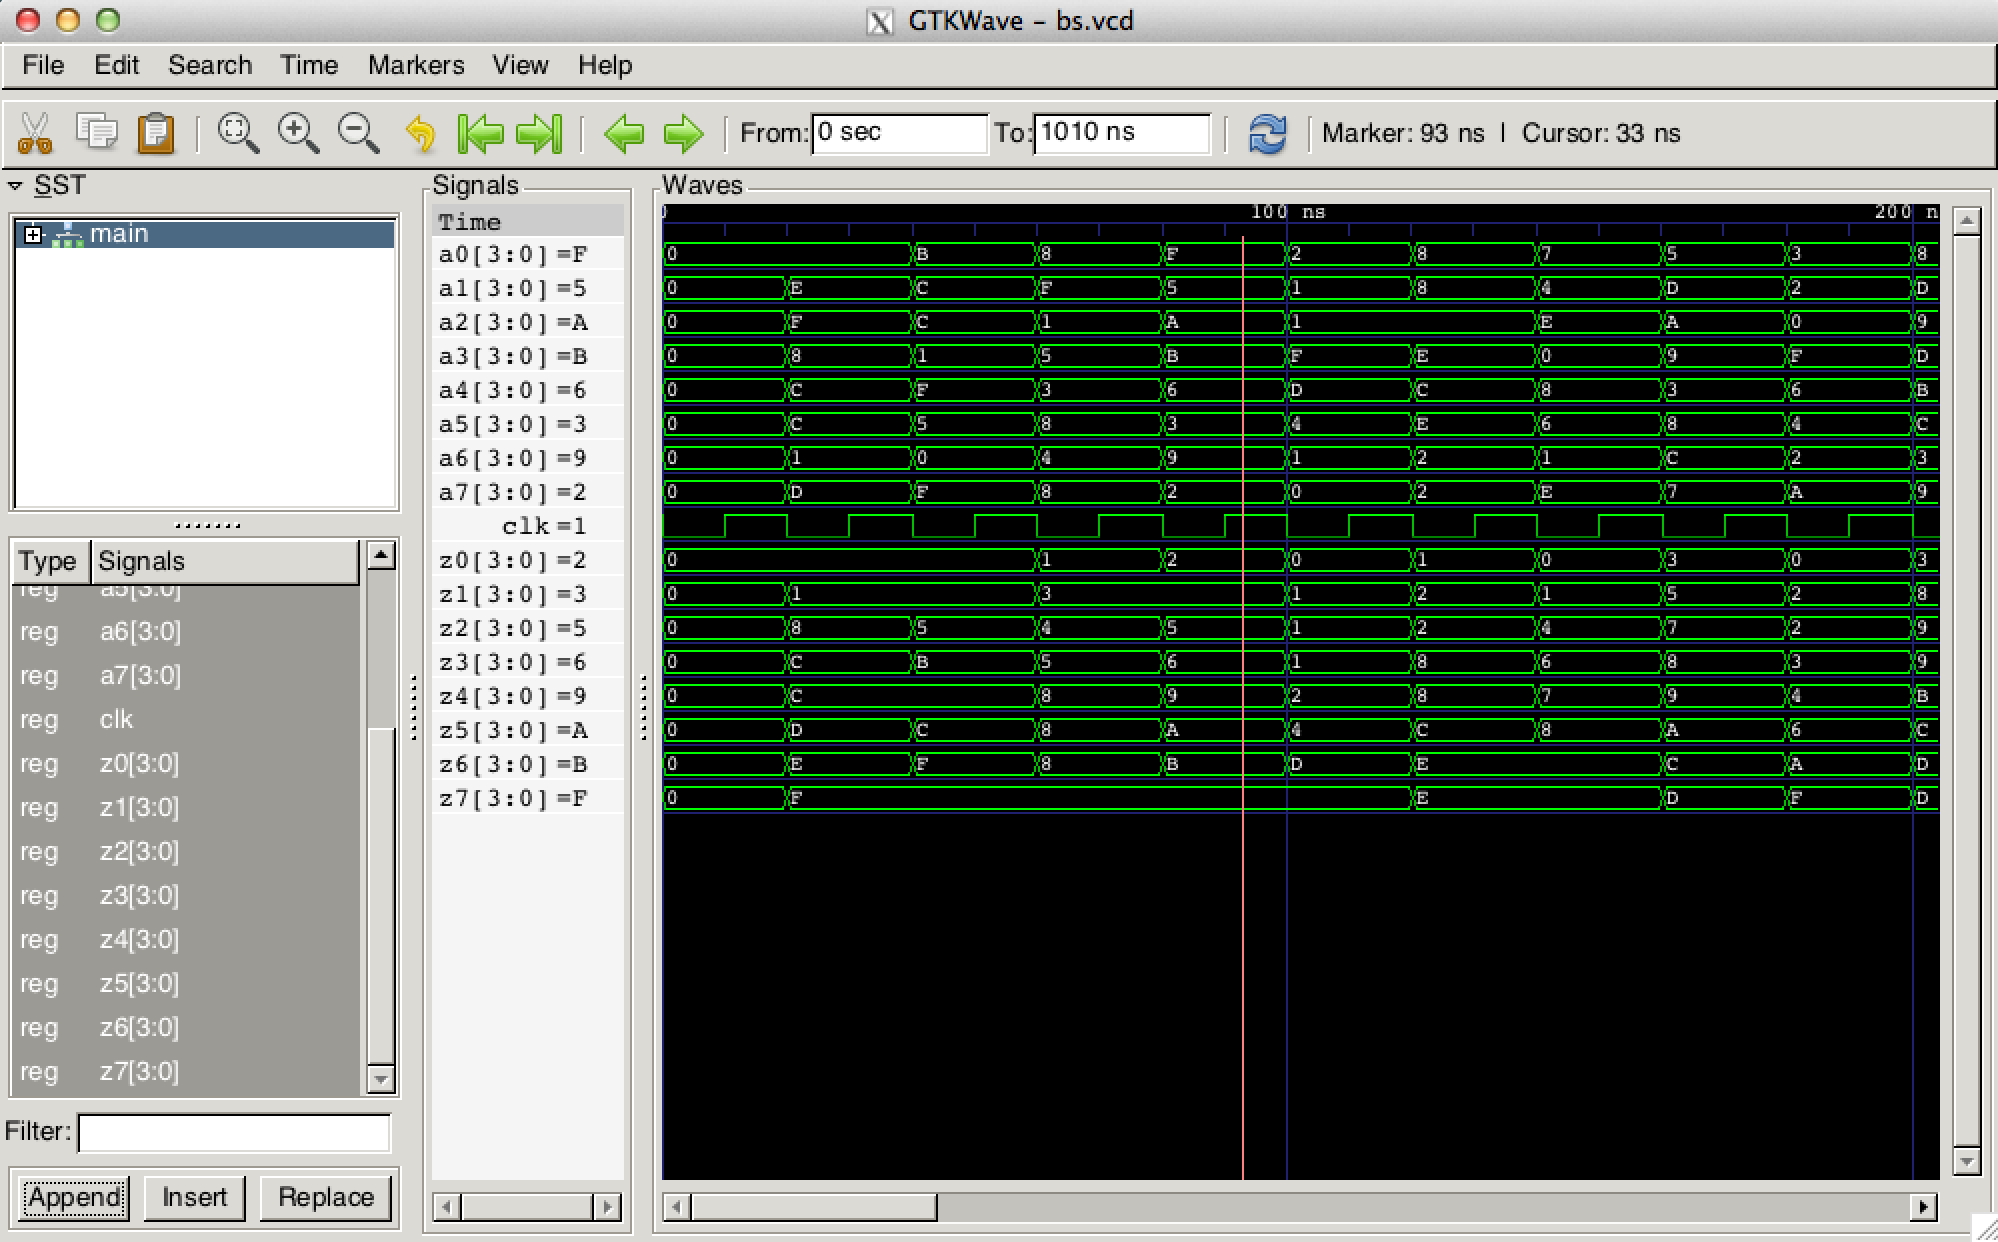 GTKWave – bs.vcd
File Edit Search Time Markers View Help
From: 0 sec To: 1010 ns Marker: 93 ns | Cursor: 33 ns
SST
main
Type Signals
reg a5[3:0]
reg a6[3:0]
reg a7[3:0]
reg clk
reg z0[3:0]
reg z1[3:0]
reg z2[3:0]
reg z3[3:0]
reg z4[3:0]
reg z5[3:0]
reg z6[3:0]
reg z7[3:0]
Filter:
Append Insert Replace
Signals
Time
a0[3:0] =F
a1[3:0] =5
a2[3:0] =A
a3[3:0] =B
a4[3:0] =6
a5[3:0] =3
a6[3:0] =9
a7[3:0] =2
clk =1
z0[3:0] =2
z1[3:0] =3
z2[3:0] =5
z3[3:0] =6
z4[3:0] =9
z5[3:0] =A
z6[3:0] =B
z7[3:0] =F
Waves
100 ns 200 n
0 B 8 F 2 8 7 5 3 8
0 E C F 5 1 8 4 D 2 D
0 F C 1 A 1 E A 0 9
0 8 1 5 B F E 0 9 F D
0 C F 3 6 D C 8 3 6 B
0 C 5 8 3 4 E 6 8 4 C
0 1 0 4 9 1 2 1 C 2 3
0 D F 8 2 0 2 E 7 A 9
0 1 2 0 1 0 3 0 3
0 1 3 1 2 1 5 2 8
0 8 5 4 5 1 2 4 7 2 9
0 C B 5 6 1 8 6 8 3 9
0 C 8 9 2 8 7 9 4 B
0 D C 8 A 4 C 8 A 6 C
0 E F 8 B D E C A D
0 F E D F D